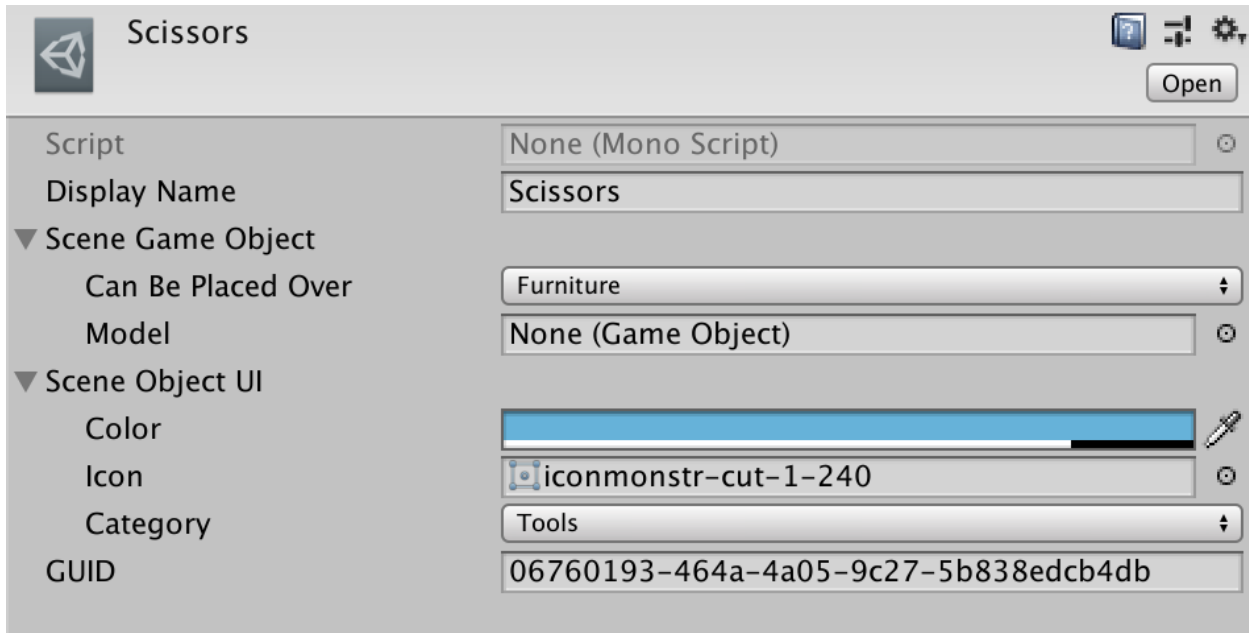 Scissors
Open
Script None (Mono Script)
Display Name Scissors
Scene Game Object
Can Be Placed Over Furniture
Model None (Game Object)
Scene Object UI
Color
Icon iconmonstr-cut-1-240
Category Tools
GUID 06760193-464a-4a05-9c27-5b838edcb4db